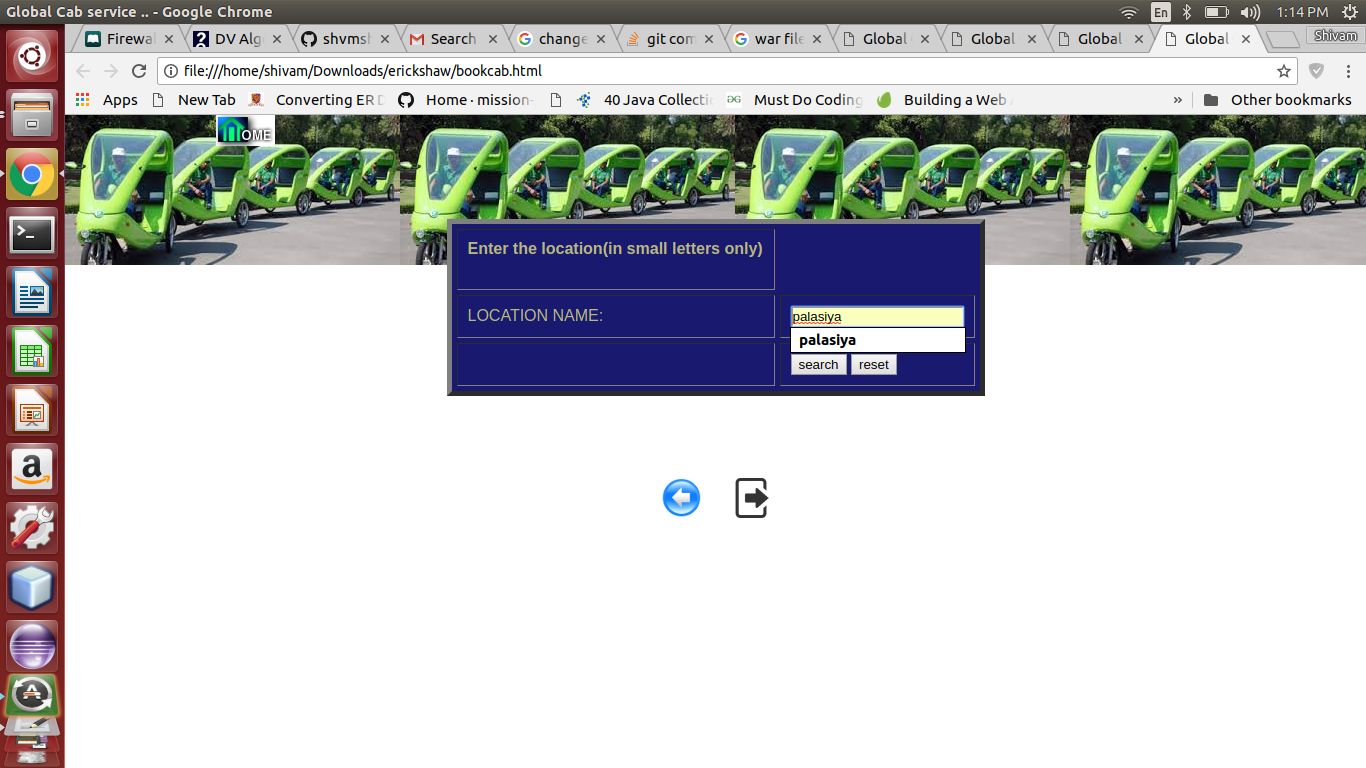 Global Cab service .. - Google Chrome
En
1:14 PM
Firewal
DV Alg
shvmsh
Search
change
git com
war file
Global
Global
Global
Global
Shivam
file:///home/shivam/Downloads/erickshaw/bookcab.html
Apps
New Tab
Converting ER D
Home · mission-
40 Java Collectio
Must Do Coding
Building a Web A
»
Other bookmarks
HOME
Enter the location(in small letters only)
LOCATION NAME:
palasiya
palasiya
search
reset